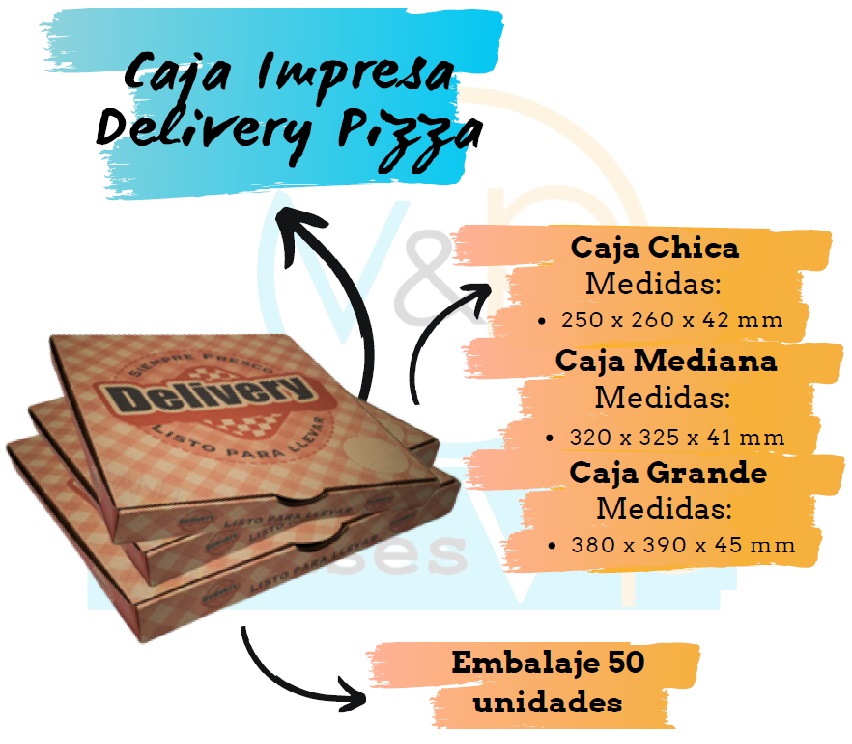 Caja Impresa
Delivery Pizza
V&n
Caja Chica
Medidas:
• 250 x 260 x 42 mm
Caja Mediana
Medidas:
• 320 x 325 x 41 mm
Caja Grande
Medidas:
• 380 x 390 x 45 mm
SIEMPRE FRESCO
Delivery
LISTO PARA LLEVAR
LISTO PARA LLEVAR
LISTO PARA LLEVAR
Embalaje 50
unidades